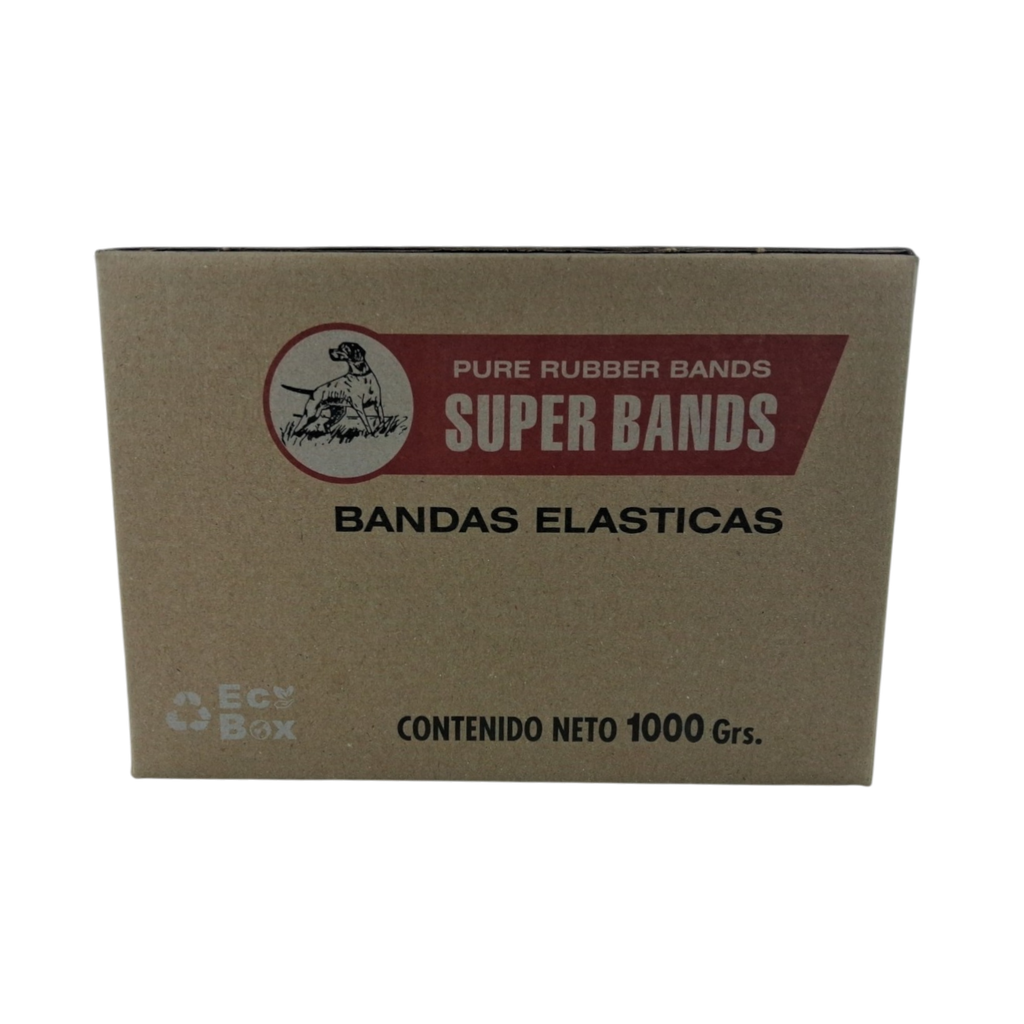 PURE RUBBER BANDS
SUPER BANDS
BANDAS ELASTICAS
Eco
Box
CONTENIDO NETO 1000 Grs.